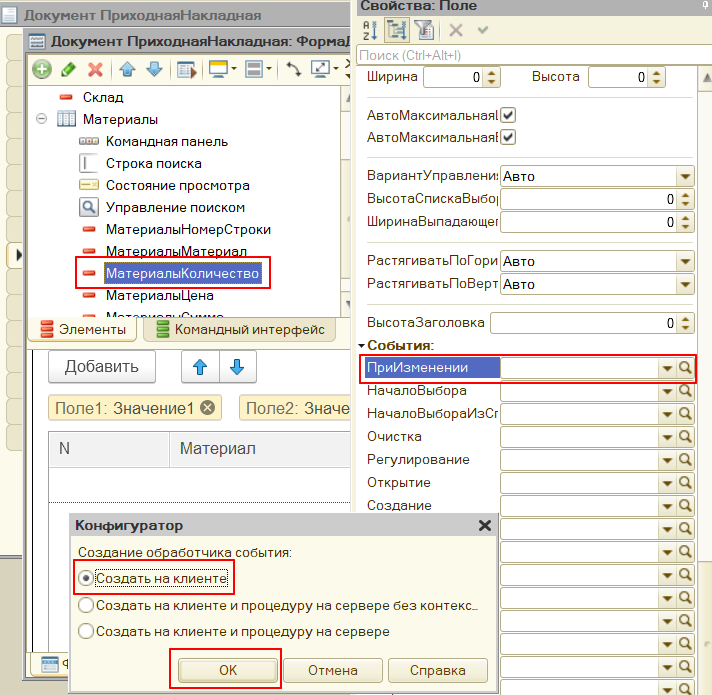 Документ ПриходнаяНакладная
Документ ПриходнаяНакладная: ФормаД
Склад
Материалы
Командная панель
Строка поиска
Состояние просмотра
Управление поиском
МатериалыНомерСтроки
МатериалыМатериал
МатериалыКоличество
МатериалыЦена
МатериалыСумма
Элементы
Командный интерфейс
Добавить
Поле1: Значение1
Поле2: Значе
N
Материал
Свойства: Поле
Поиск (Ctrl+Alt+I)
Ширина 0 Высота 0
АвтоМаксимальная
АвтоМаксимальная
ВариантУправления Авто
ВысотаСпискаВыбор 0
ШиринаВыпадающег 0
РастягиватьПоГори Авто
РастягиватьПоВерт Авто
ВысотаЗаголовка 0
События:
ПриИзменении
НачалоВыбора
НачалоВыбораИзСг
Очистка
Регулирование
Открытие
Создание
Конфигуратор
Создание обработчика события:
Создать на клиенте
Создать на клиенте и процедуру на сервере без контекс...
Создать на клиенте и процедуру на сервере
OK
Отмена
Справка